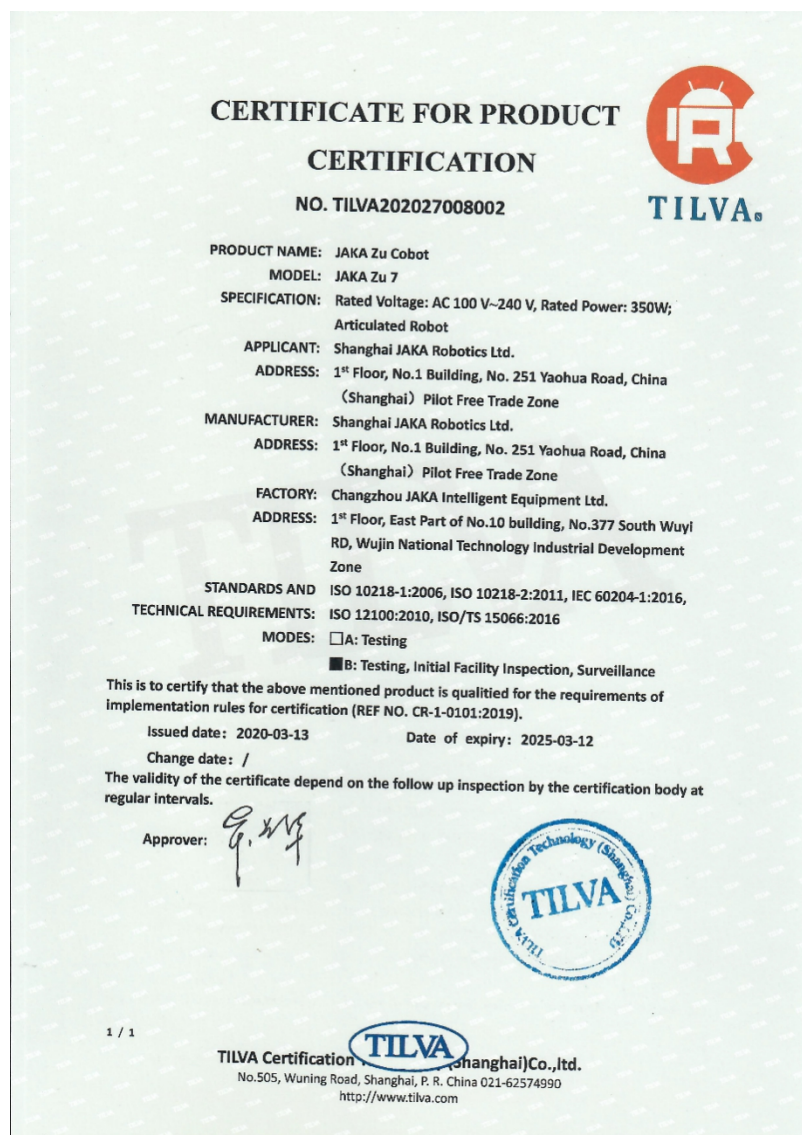 CERTIFICATE FOR PRODUCT
CERTIFICATION
NO. TILVA202027008002
TILVA®
PRODUCT NAME: JAKA Zu Cobot
MODEL: JAKA Zu 7
SPECIFICATION: Rated Voltage: AC 100 V~240 V, Rated Power: 350W;
Articulated Robot
APPLICANT: Shanghai JAKA Robotics Ltd.
ADDRESS: 1st Floor, No.1 Building, No. 251 Yaohua Road, China
（Shanghai）Pilot Free Trade Zone
MANUFACTURER: Shanghai JAKA Robotics Ltd.
ADDRESS: 1st Floor, No.1 Building, No. 251 Yaohua Road, China
（Shanghai）Pilot Free Trade Zone
FACTORY: Changzhou JAKA Intelligent Equipment Ltd.
ADDRESS: 1st Floor, East Part of No.10 building, No.377 South Wuyi
RD, Wujin National Technology Industrial Development
Zone
STANDARDS AND ISO 10218-1:2006, ISO 10218-2:2011, IEC 60204-1:2016,
TECHNICAL REQUIREMENTS: ISO 12100:2010, ISO/TS 15066:2016
MODES: □A: Testing
■B: Testing, Initial Facility Inspection, Surveillance
This is to certify that the above mentioned product is qualitied for the requirements of
implementation rules for certification (REF NO. CR-1-0101:2019).
Issued date: 2020-03-13 Date of expiry: 2025-03-12
Change date: /
The validity of the certificate depend on the follow up inspection by the certification body at
regular intervals.
Approver:
TILVA Certification Technology (Shanghai) Co.,LTD
TILVA
1 / 1
TILVA
TILVA Certification (Shanghai)Co.,ltd.
No.505, Wuning Road, Shanghai, P. R. China 021-62574990
http://www.tilva.com